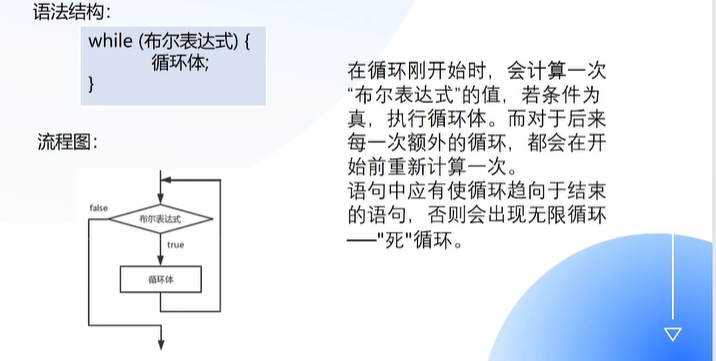 语法结构：
while (布尔表达式) {
循环体;
}
流程图：
false
布尔表达式
true
循环体
在循环刚开始时，会计算一次
“布尔表达式”的值，若条件为
真，执行循环体。而对于后来
每一次额外的循环，都会在开
始前重新计算一次。
语句中应有使循环趋向于结束
的语句，否则会出现无限循环
——"死"循环。